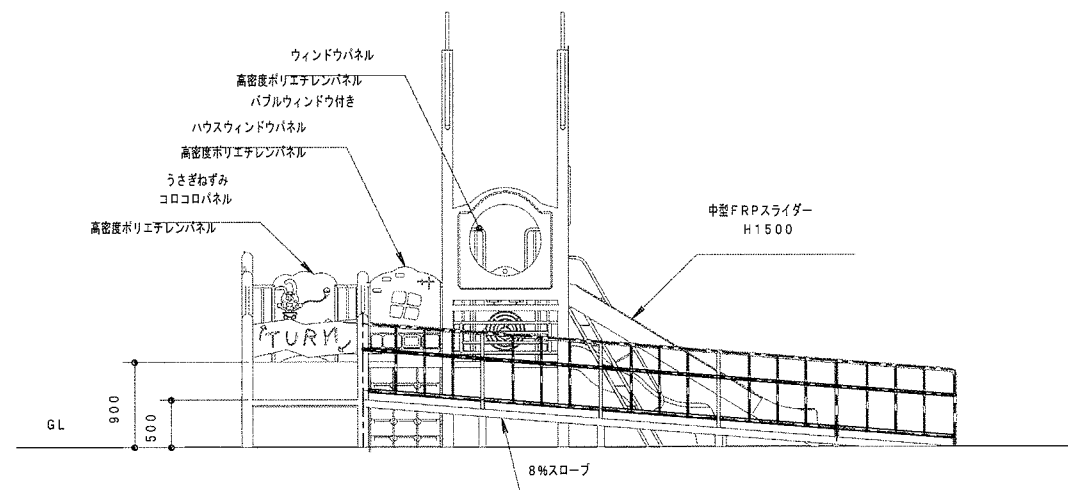 ウィンドウパネル
高密度ポリエチレンパネル
バブルウィンドウ付き
ハウスウィンドウパネル
高密度ポリエチレンパネル
うさぎねずみ
コロコロパネル
高密度ポリエチレンパネル
中型FRPスライダー
H1500
TURN
900
500
GL
8%スロープ